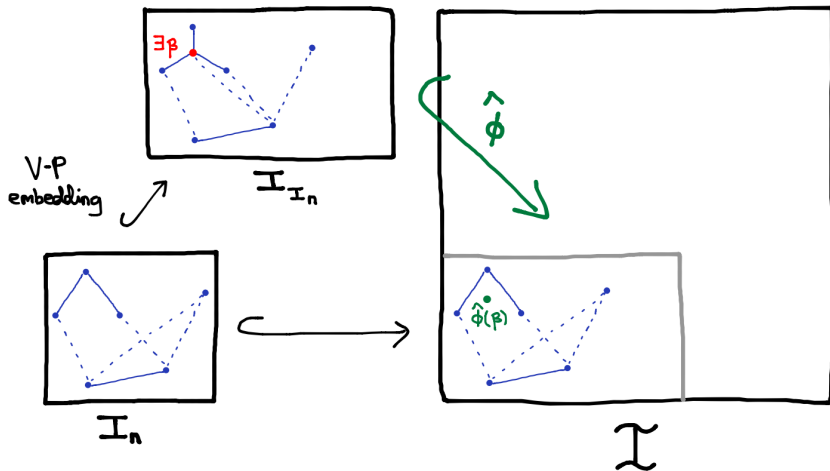 ∃β
𝓘_{I_n}
V-P
embedding
I_n
φ̂
φ̂(β)
𝓘